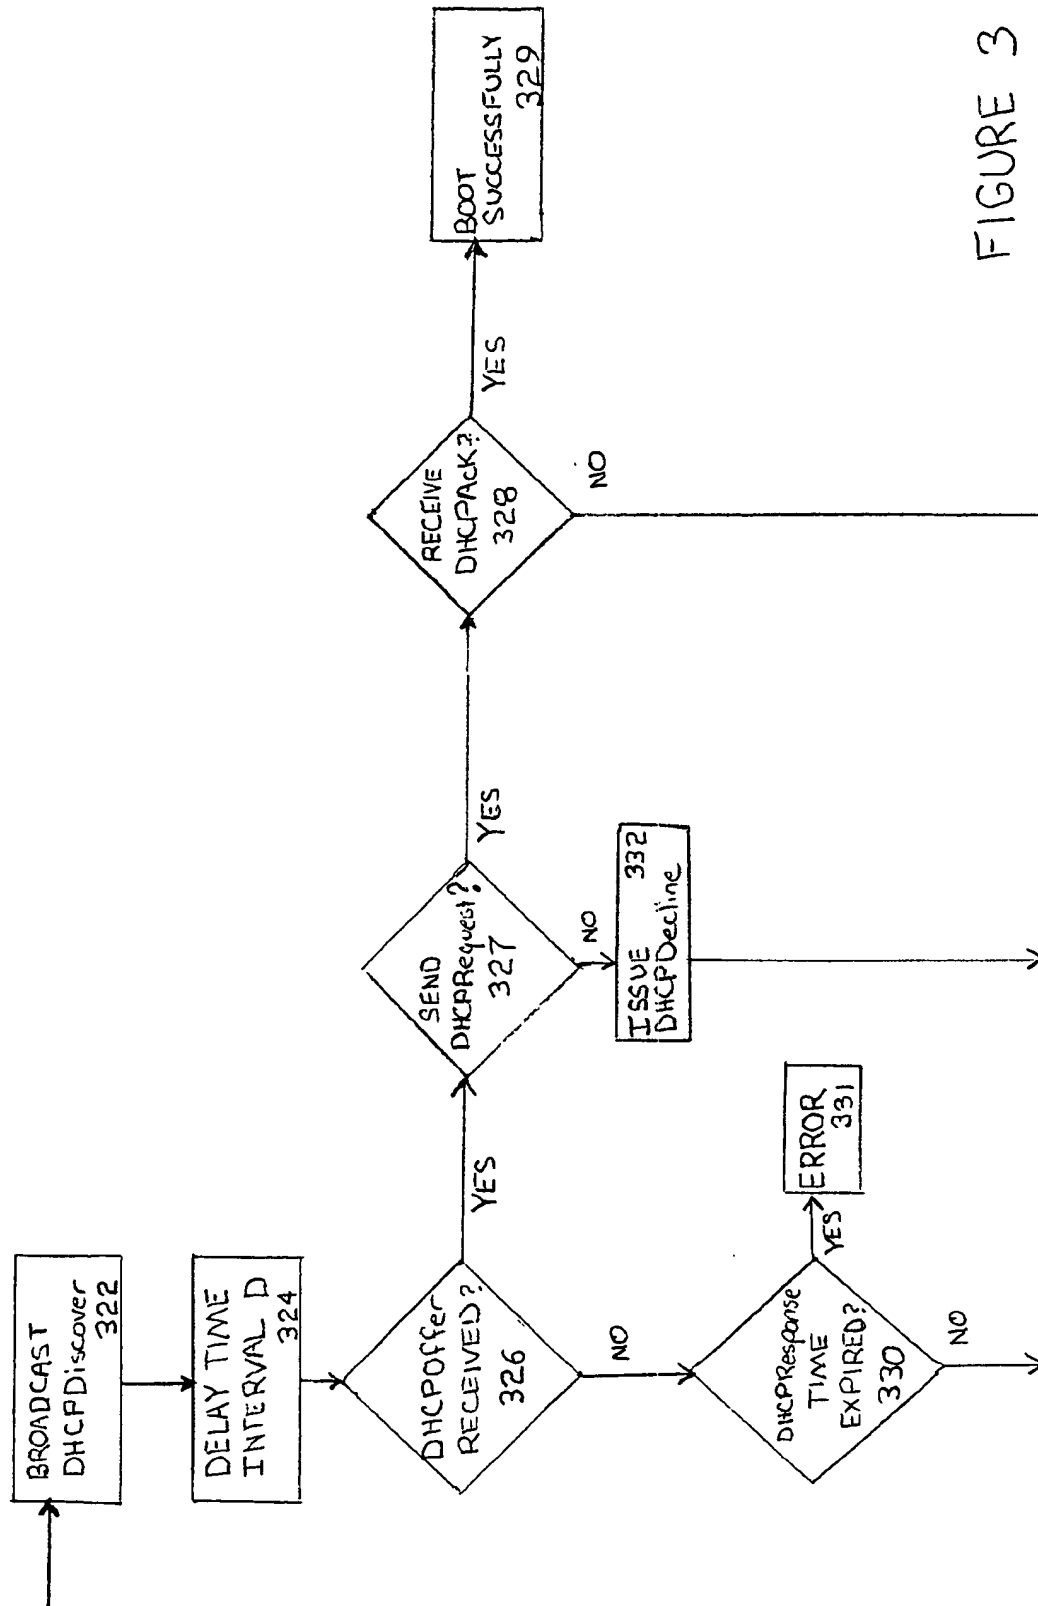 BROADCAST
DHCPDiscover
322
DELAY TIME
INTERVAL D
324
DHCPOffer
RECEIVED?
326
YES
NO
SEND
DHCPRequest?
327
YES
NO
RECEIVE
DHCPAcK?
328
YES
NO
BOOT
SUCCESSFULLY
329
DHCPResponse
TIME
EXPIRED?
330
YES
NO
ERROR
331
ISSUE 332
DHCPDecline
FIGURE 3